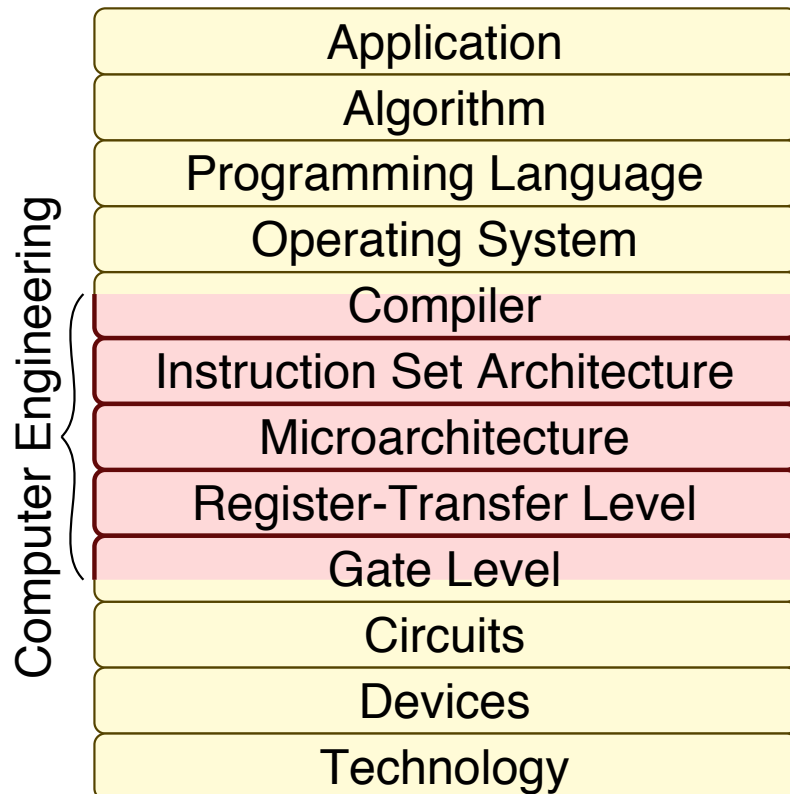 Application
Algorithm
Programming Language
Operating System
Compiler
Instruction Set Architecture
Microarchitecture
Register-Transfer Level
Gate Level
Circuits
Devices
Technology
Computer Engineering